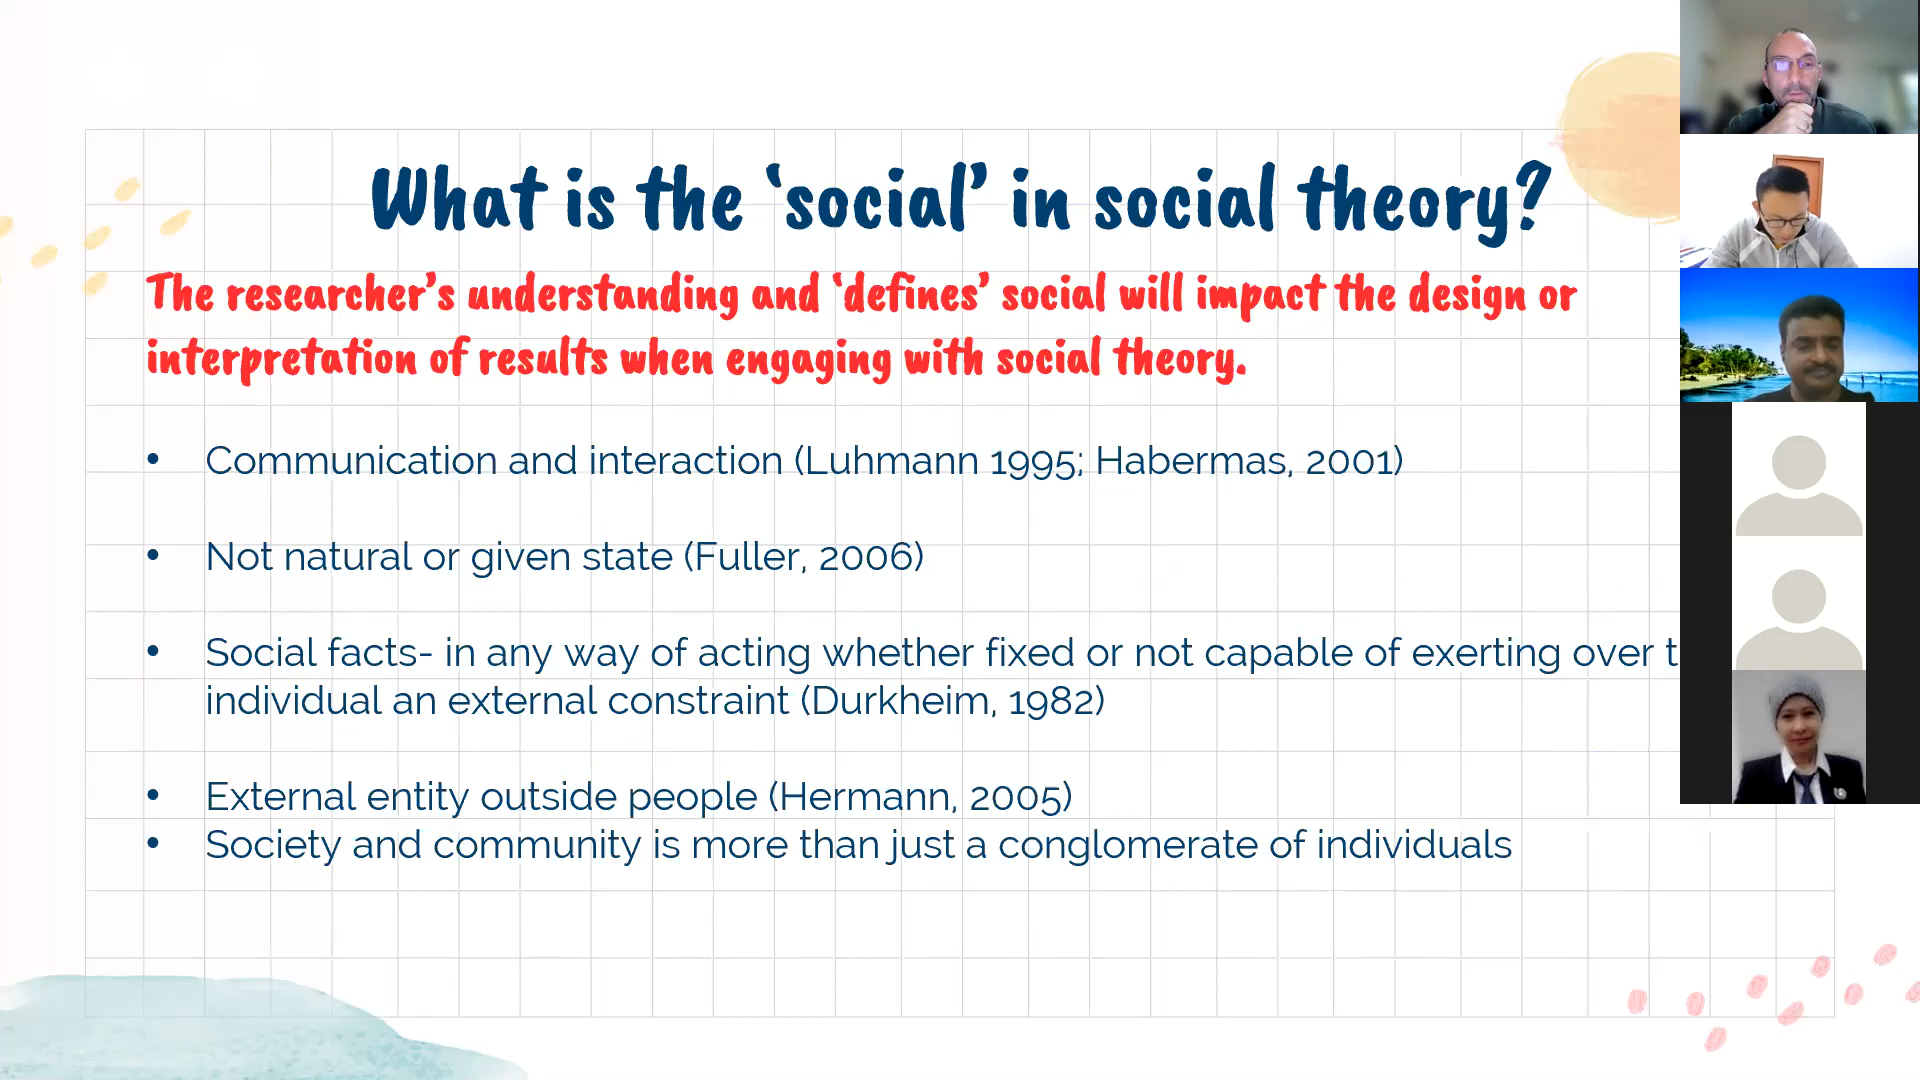 What is the ‘social’ in social theory?
The researcher’s understanding and ‘defines’ social will impact the design or
interpretation of results when engaging with social theory.
• Communication and interaction (Luhmann 1995; Habermas, 2001)
• Not natural or given state (Fuller, 2006)
• Social facts- in any way of acting whether fixed or not capable of exerting over t
individual an external constraint (Durkheim, 1982)
• External entity outside people (Hermann, 2005)
• Society and community is more than just a conglomerate of individuals